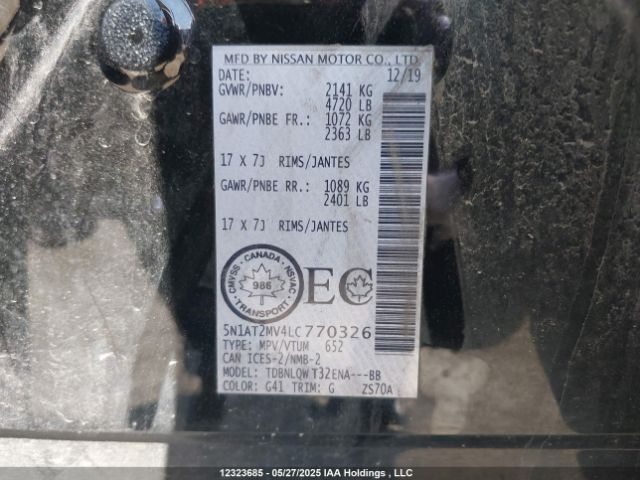 MFD BY NISSAN MOTOR CO., LTD.
DATE: 12/19
GVWR/PNBV: 2141 KG
4720 LB
GAWR/PNBE FR.: 1072 KG
2363 LB
17 X 7J RIMS/JANTES
GAWR/PNBE RR.: 1089 KG
2401 LB
17 X 7J RIMS/JANTES
CANADA
CMVSS 986 NSVAC
TRANSPORT
EC
5N1AT2MV4LC770326
TYPE: MPV/VTUM 652
CAN ICES-2/NMB-2
MODEL: TDBNLQWT32ENA---BB
COLOR: G41 TRIM: G ZS70A
12323685 - 05/27/2025 IAA Holdings , LLC